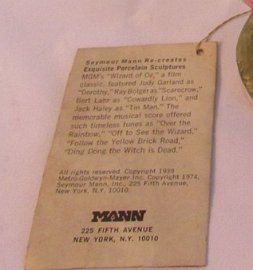 Seymour Mann Re-creates
Exquisite Porcelain Sculptures
MGM's "Wizard of Oz," a film
classic, featured Judy Garland as
"Dorothy," Ray Bolger as "Scarecrow,"
Bert Lahr as "Cowardly Lion," and
Jack Haley as "Tin Man." The
memorable musical score offered
such timeless tunes as "Over the
Rainbow," "Off to See the Wizard,"
"Follow the Yellow Brick Road,"
"Ding Dong the Witch is Dead."
All rights reserved. Copyright 1939
Metro-Goldwyn-Mayer Inc. Copyright 1974,
Seymour Mann, Inc., 225 Fifth Avenue,
New York, N.Y. 10010.
MANN
225 FIFTH AVENUE
NEW YORK, N.Y. 10010